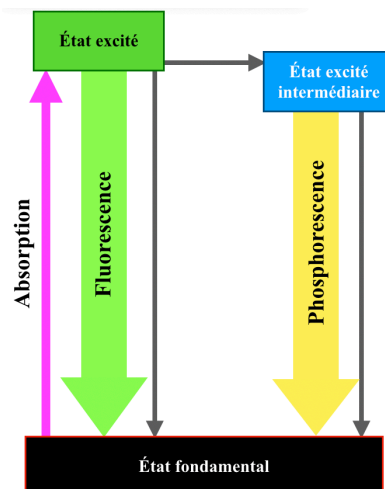 État excité
État excité
intermédiaire
Absorption
Fluorescence
Phosphorescence
État fondamental